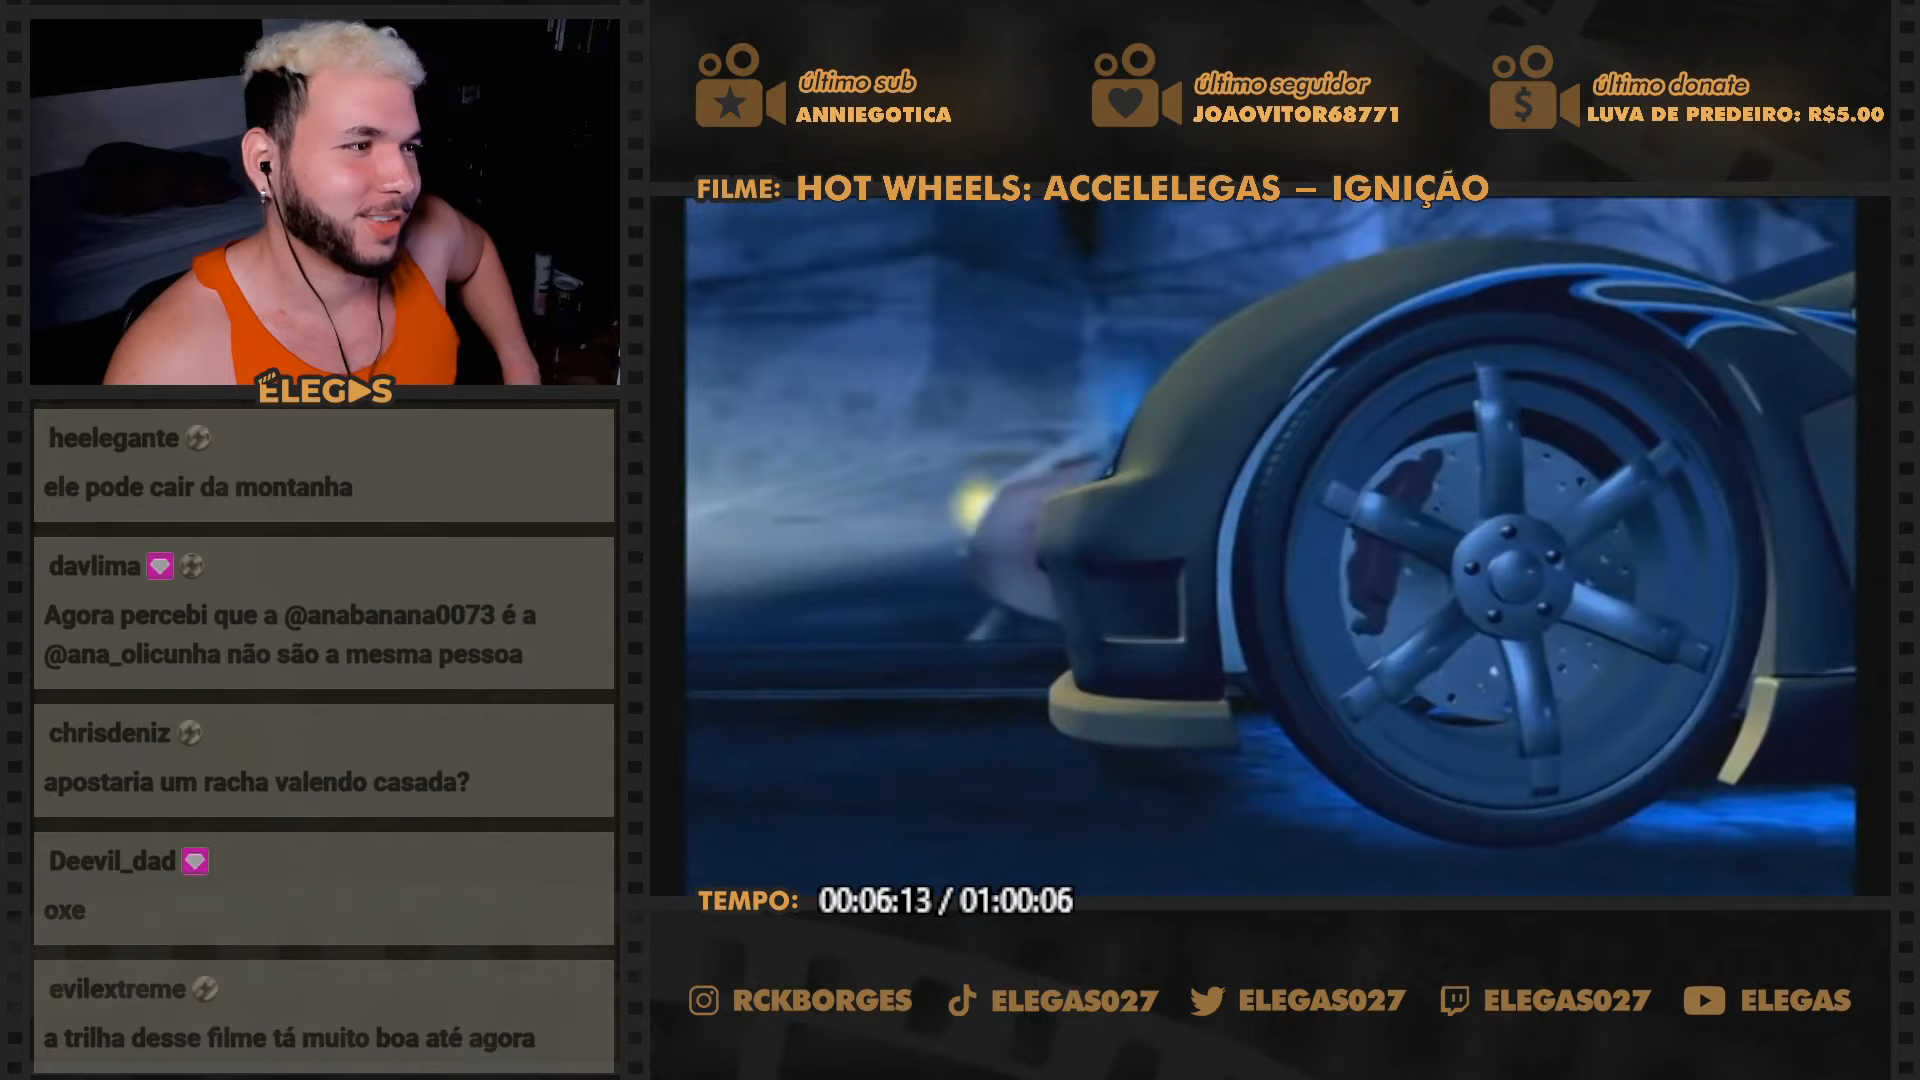 último sub
ANNIEGOTICA
último seguidor
JOAOVITOR68771
último donate
LUVA DE PREDEIRO: R$5.00
FILME: HOT WHEELS: ACCELELEGAS – IGNIÇÃO
ELEGAS
heelegante
ele pode cair da montanha
davlima
Agora percebi que a @anabanana0073 é a
@ana_olicunha não são a mesma pessoa
chrisdeniz
apostaria um racha valendo casada?
Deevil_dad
oxe
evilextreme
a trilha desse filme tá muito boa até agora
TEMPO: 00:06:13 / 01:00:06
RCKBORGES ELEGAS027 ELEGAS027 ELEGAS027 ELEGAS